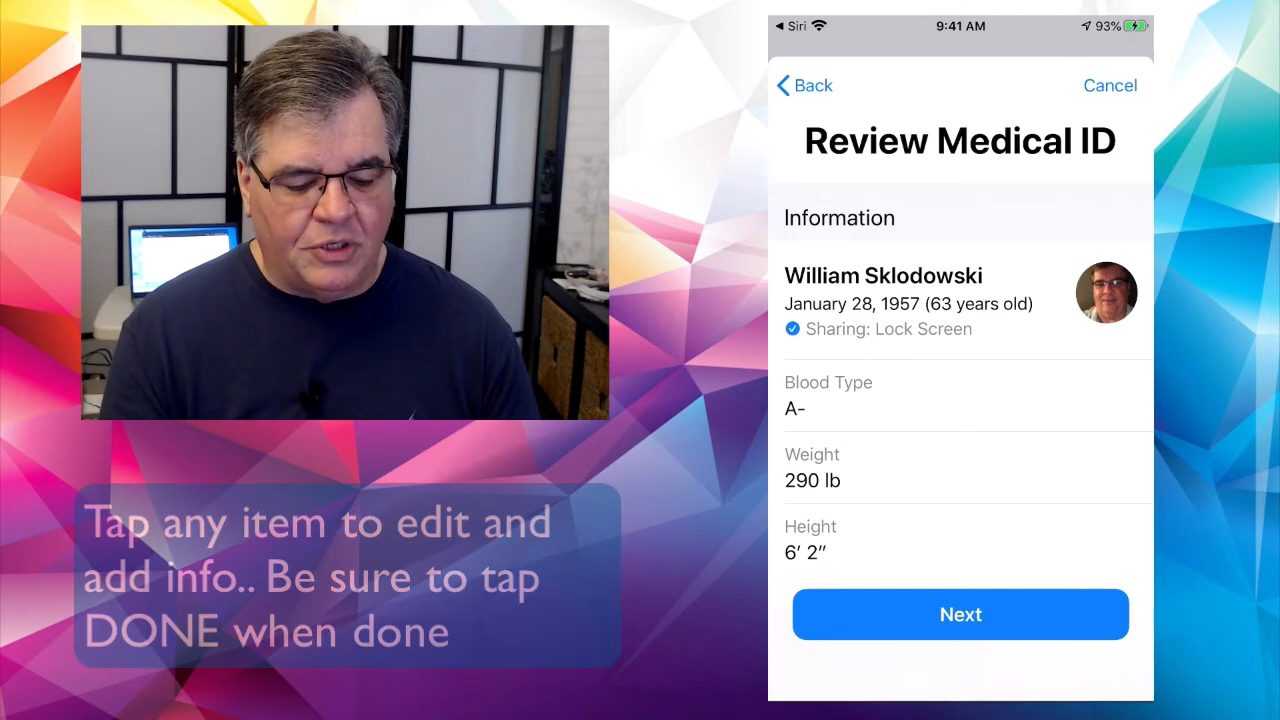 Siri
9:41 AM
93%
Back
Cancel
Review Medical ID
Information
William Sklodowski
January 28, 1957 (63 years old)
Sharing: Lock Screen
Blood Type
A-
Weight
290 lb
Height
6' 2"
Next
Tap any item to edit and
add info.. Be sure to tap
DONE when done